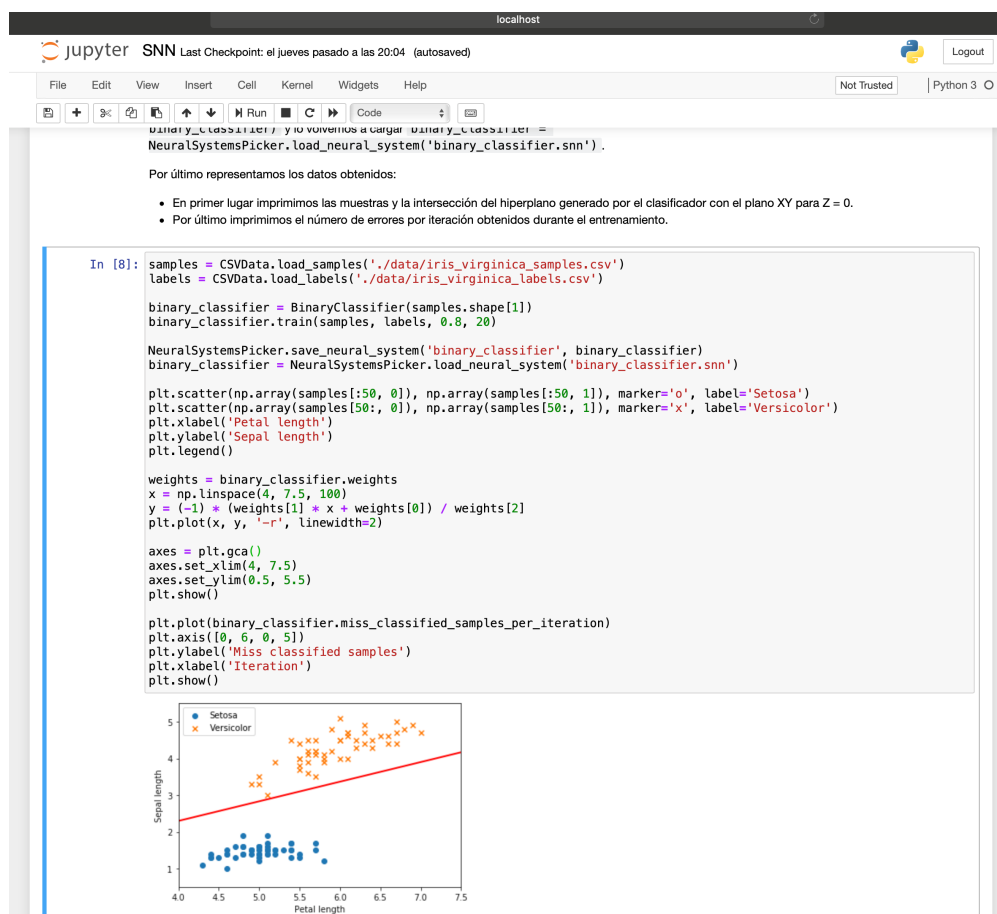 localhost
jupyter SNN Last Checkpoint: el jueves pasado a las 20:04 (autosaved)
Logout
File Edit View Insert Cell Kernel Widgets Help
Not Trusted
Python 3
Run
Code
binary_classifier) y lo volvemos a cargar binary_classifier =
NeuralSystemsPicker.load_neural_system('binary_classifier.snn') .
Por último representamos los datos obtenidos:
• En primer lugar imprimimos las muestras y la intersección del hiperplano generado por el clasificador con el plano XY para Z = 0.
• Por último imprimimos el número de errores por iteración obtenidos durante el entrenamiento.
In [8]:
samples = CSVData.load_samples('./data/iris_virginica_samples.csv')
labels = CSVData.load_labels('./data/iris_virginica_labels.csv')
binary_classifier = BinaryClassifier(samples.shape[1])
binary_classifier.train(samples, labels, 0.8, 20)
NeuralSystemsPicker.save_neural_system('binary_classifier', binary_classifier)
binary_classifier = NeuralSystemsPicker.load_neural_system('binary_classifier.snn')
plt.scatter(np.array(samples[:50, 0]), np.array(samples[:50, 1]), marker='o', label='Setosa')
plt.scatter(np.array(samples[50:, 0]), np.array(samples[50:, 1]), marker='x', label='Versicolor')
plt.xlabel('Petal length')
plt.ylabel('Sepal length')
plt.legend()
weights = binary_classifier.weights
x = np.linspace(4, 7.5, 100)
y = (-1) * (weights[1] * x + weights[0]) / weights[2]
plt.plot(x, y, '-r', linewidth=2)
axes = plt.gca()
axes.set_xlim(4, 7.5)
axes.set_ylim(0.5, 5.5)
plt.show()
plt.plot(binary_classifier.miss_classified_samples_per_iteration)
plt.axis([0, 6, 0, 5])
plt.ylabel('Miss classified samples')
plt.xlabel('Iteration')
plt.show()
Setosa
Versicolor
5
4
3
2
1
Sepal length
4.0 4.5 5.0 5.5 6.0 6.5 7.0 7.5
Petal length